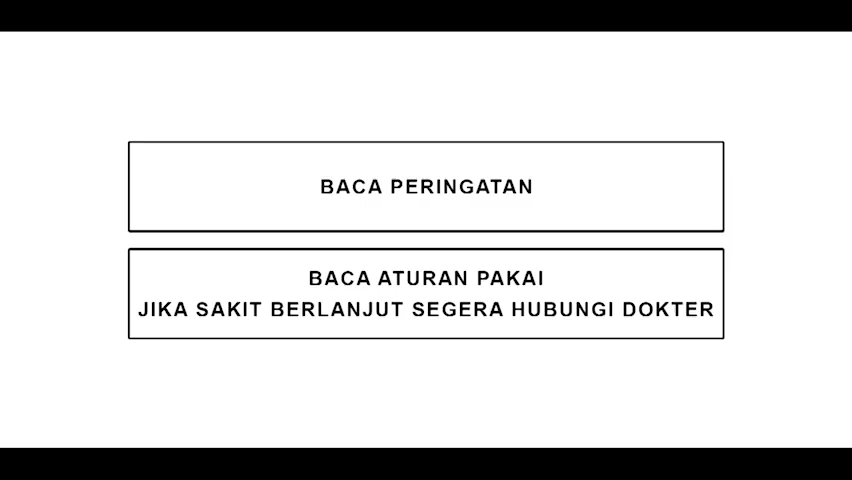 BACA PERINGATAN
BACA ATURAN PAKAI
JIKA SAKIT BERLANJUT SEGERA HUBUNGI DOKTER